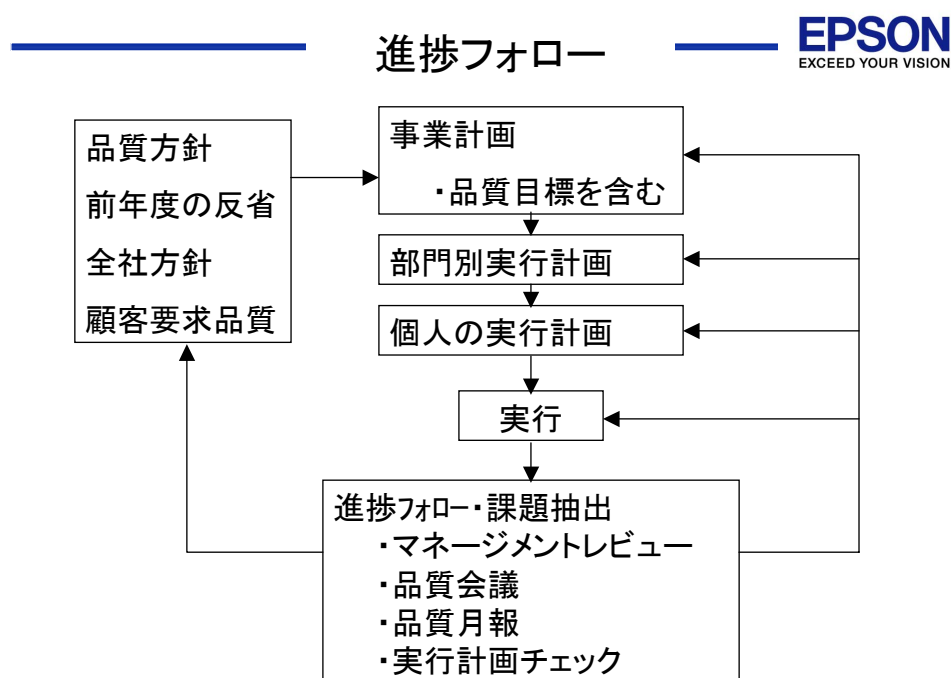 進捗フォロー
EPSON
EXCEED YOUR VISION
品質方針
前年度の反省
全社方針
顧客要求品質
事業計画
・品質目標を含む
部門別実行計画
個人の実行計画
実行
進捗ﾌｫﾛｰ・課題抽出
・マネージメントレビュー
・品質会議
・品質月報
・実行計画チェック